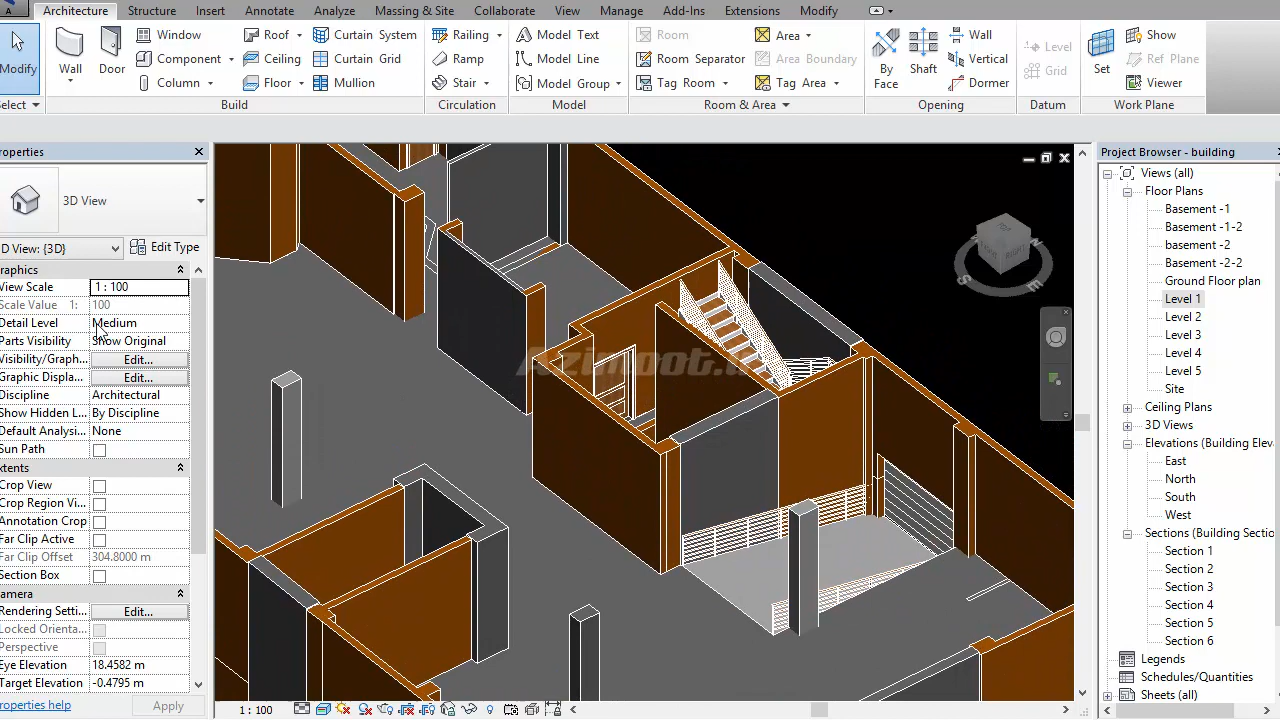 Architecture Structure Insert Annotate Analyze Massing & Site Collaborate View Manage Add-Ins Extensions Modify
Modify
Wall
Door
Window
Component
Column
Roof
Ceiling
Floor
Curtain System
Curtain Grid
Mullion
Railing
Ramp
Stair
Model Text
Model Line
Model Group
Room
Room Separator
Tag Room
Area
Area Boundary
Tag Area
By
Face
Shaft
Wall
Vertical
Dormer
Level
Grid
Set
Show
Ref Plane
Viewer
Select Build Circulation Model Room & Area Opening Datum Work Plane
roperties
3D View
D View: {3D} Edit Type
raphics
View Scale 1 : 100
Scale Value 1: 100
Detail Level Medium
Parts Visibility Show Original
Visibility/Graph... Edit...
Graphic Displa... Edit...
Discipline Architectural
Show Hidden L... By Discipline
Default Analysi... None
Sun Path
xtents
Crop View
Crop Region Vi...
Annotation Crop
Far Clip Active
Far Clip Offset 304.8000 m
Section Box
amera
Rendering Setti... Edit...
Locked Orienta...
Perspective
Eye Elevation 18.4582 m
Target Elevation -0.4795 m
roperties help Apply
TOP
RIGHT
S
E
N
1 : 100
Project Browser - building
Views (all)
Floor Plans
Basement -1
Basement -1-2
basement -2
Basement -2-2
Ground Floor plan
Level 1
Level 2
Level 3
Level 4
Level 5
Site
Ceiling Plans
3D Views
Elevations (Building Eleva
East
North
South
West
Sections (Building Sectio
Section 1
Section 2
Section 3
Section 4
Section 5
Section 6
Legends
Schedules/Quantities
Sheets (all)